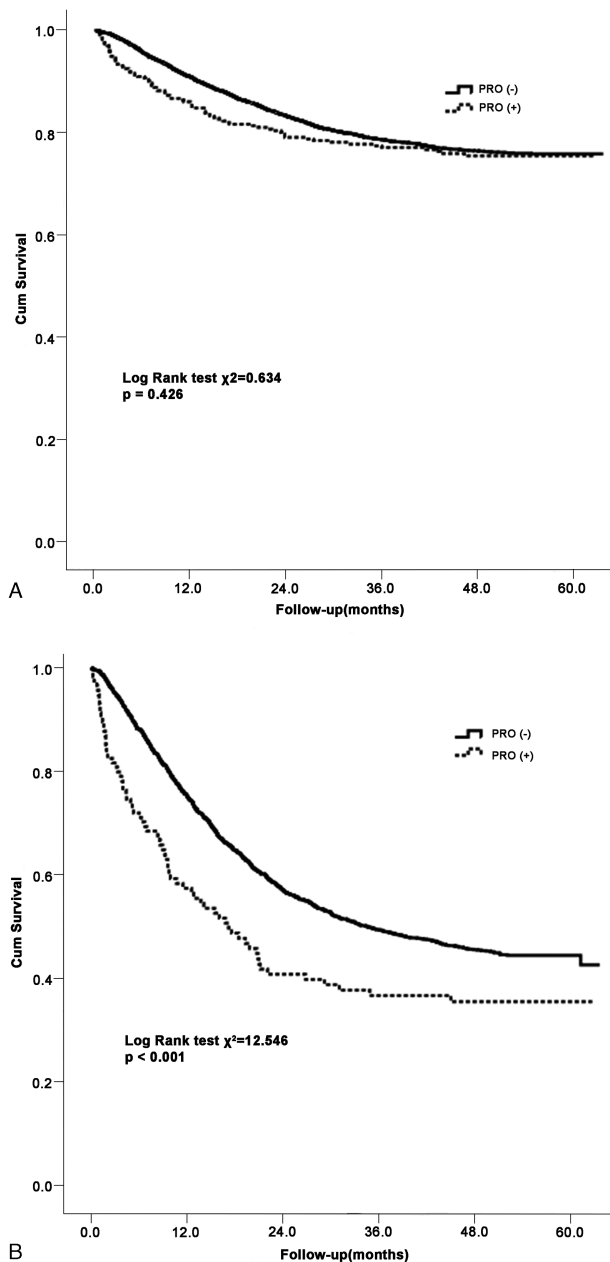 1.0
0.8
0.6
0.4
0.2
0.0
Cum Survival
PRO (-)
PRO (+)
Log Rank test χ2=0.634
p = 0.426
0.0 12.0 24.0 36.0 48.0 60.0
Follow-up(months)
A
1.0
0.8
0.6
0.4
0.2
0.0
Cum Survival
PRO (-)
PRO (+)
Log Rank test χ²=12.546
p < 0.001
0.0 12.0 24.0 36.0 48.0 60.0
Follow-up(months)
B